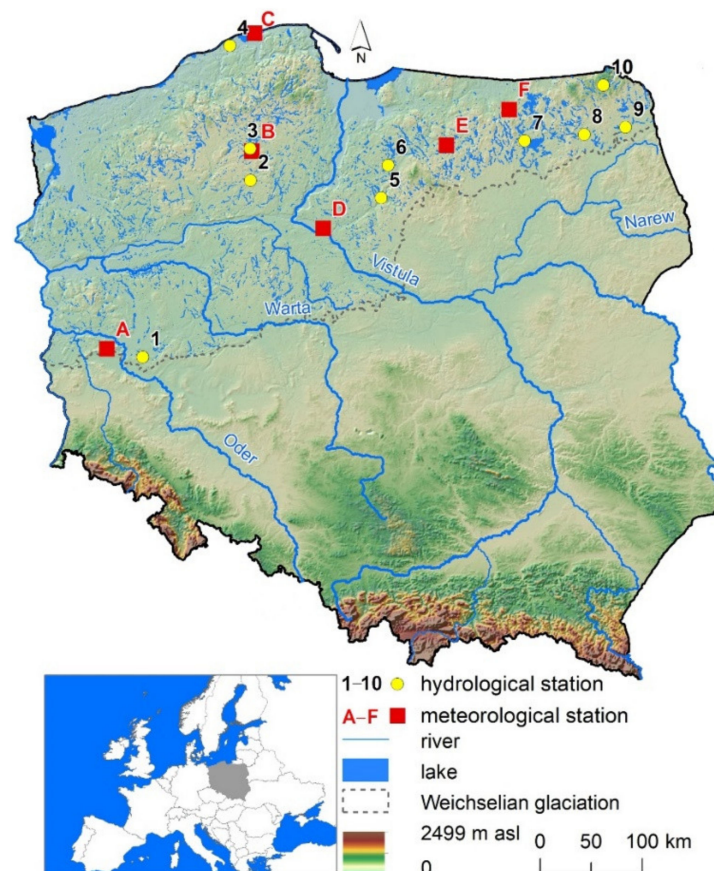 4
C
N
10
F
3
B
E
7
8
9
2
6
5
D
Narew
Vistula
Warta
A
1
Oder
1–10 hydrological station
A–F meteorological station
river
lake
Weichselian glaciation
2499 m asl
0
0 50 100 km